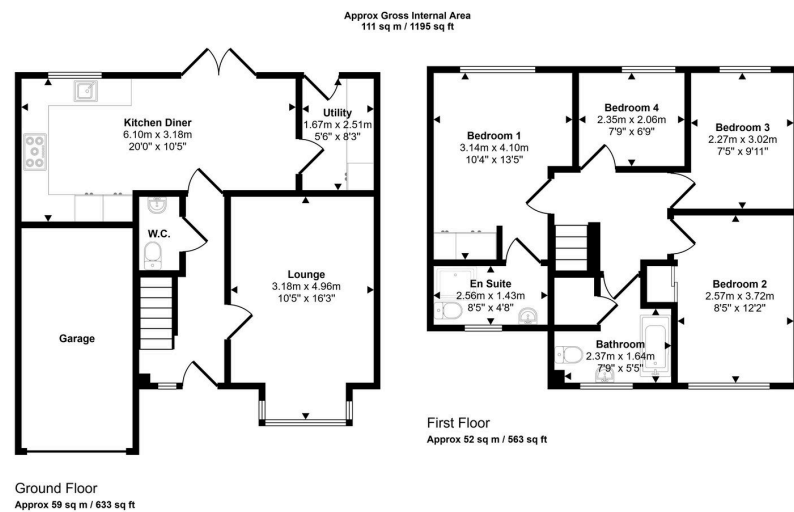 Approx Gross Internal Area
111 sq m / 1195 sq ft
Kitchen Diner
6.10m x 3.18m
20'0" x 10'5"
Utility
1.67m x 2.51m
5'6" x 8'3"
W.C.
Lounge
3.18m x 4.96m
10'5" x 16'3"
Garage
Ground Floor
Approx 59 sq m / 633 sq ft
Bedroom 1
3.14m x 4.10m
10'4" x 13'5"
Bedroom 4
2.35m x 2.06m
7'9" x 6'9"
Bedroom 3
2.27m x 3.02m
7'5" x 9'11"
En Suite
2.56m x 1.43m
8'5" x 4'8"
Bedroom 2
2.57m x 3.72m
8'5" x 12'2"
Bathroom
2.37m x 1.64m
7'9" x 5'5"
First Floor
Approx 52 sq m / 563 sq ft